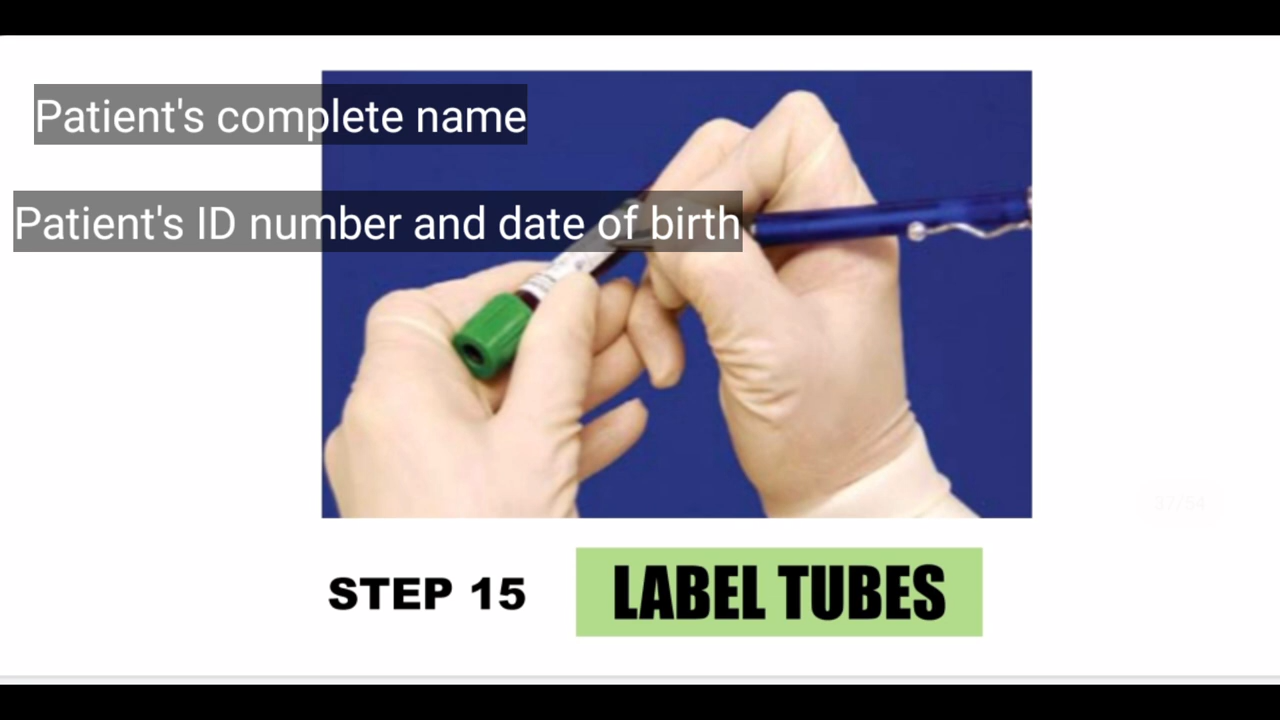 Patient's complete name
Patient's ID number and date of birth
STEP 15 LABEL TUBES